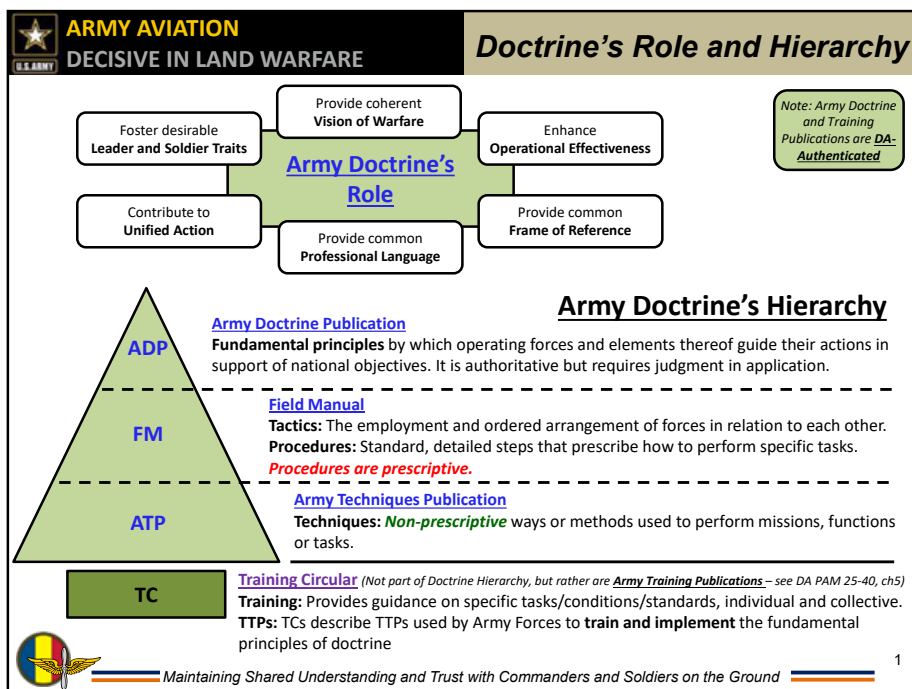 ARMY AVIATION
DECISIVE IN LAND WARFARE
U.S.ARMY
Doctrine's Role and Hierarchy
Provide coherent
Vision of Warfare
Foster desirable
Leader and Soldier Traits
Enhance
Operational Effectiveness
Army Doctrine's
Role
Contribute to
Unified Action
Provide common
Professional Language
Provide common
Frame of Reference
Note: Army Doctrine
and Training
Publications are DA-
Authenticated
Army Doctrine's Hierarchy
ADP
Army Doctrine Publication
Fundamental principles by which operating forces and elements thereof guide their actions in
support of national objectives. It is authoritative but requires judgment in application.
FM
Field Manual
Tactics: The employment and ordered arrangement of forces in relation to each other.
Procedures: Standard, detailed steps that prescribe how to perform specific tasks.
Procedures are prescriptive.
ATP
Army Techniques Publication
Techniques: Non-prescriptive ways or methods used to perform missions, functions
or tasks.
TC
Training Circular (Not part of Doctrine Hierarchy, but rather are Army Training Publications – see DA PAM 25-40, ch5)
Training: Provides guidance on specific tasks/conditions/standards, individual and collective.
TTPs: TCs describe TTPs used by Army Forces to train and implement the fundamental
principles of doctrine
Maintaining Shared Understanding and Trust with Commanders and Soldiers on the Ground
1